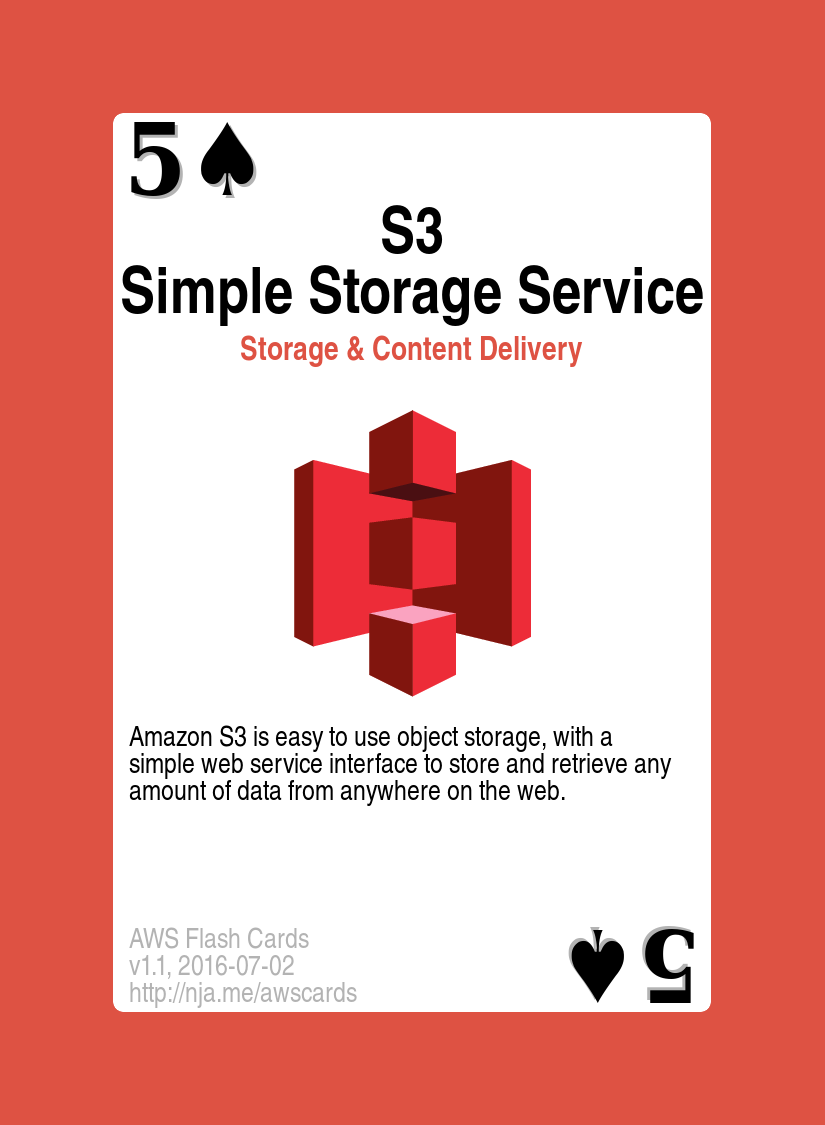 5♠
S3
Simple Storage Service
Storage & Content Delivery
Amazon S3 is easy to use object storage, with a
simple web service interface to store and retrieve any
amount of data from anywhere on the web.
AWS Flash Cards
v1.1, 2016-07-02
http://nja.me/awscards
5♠